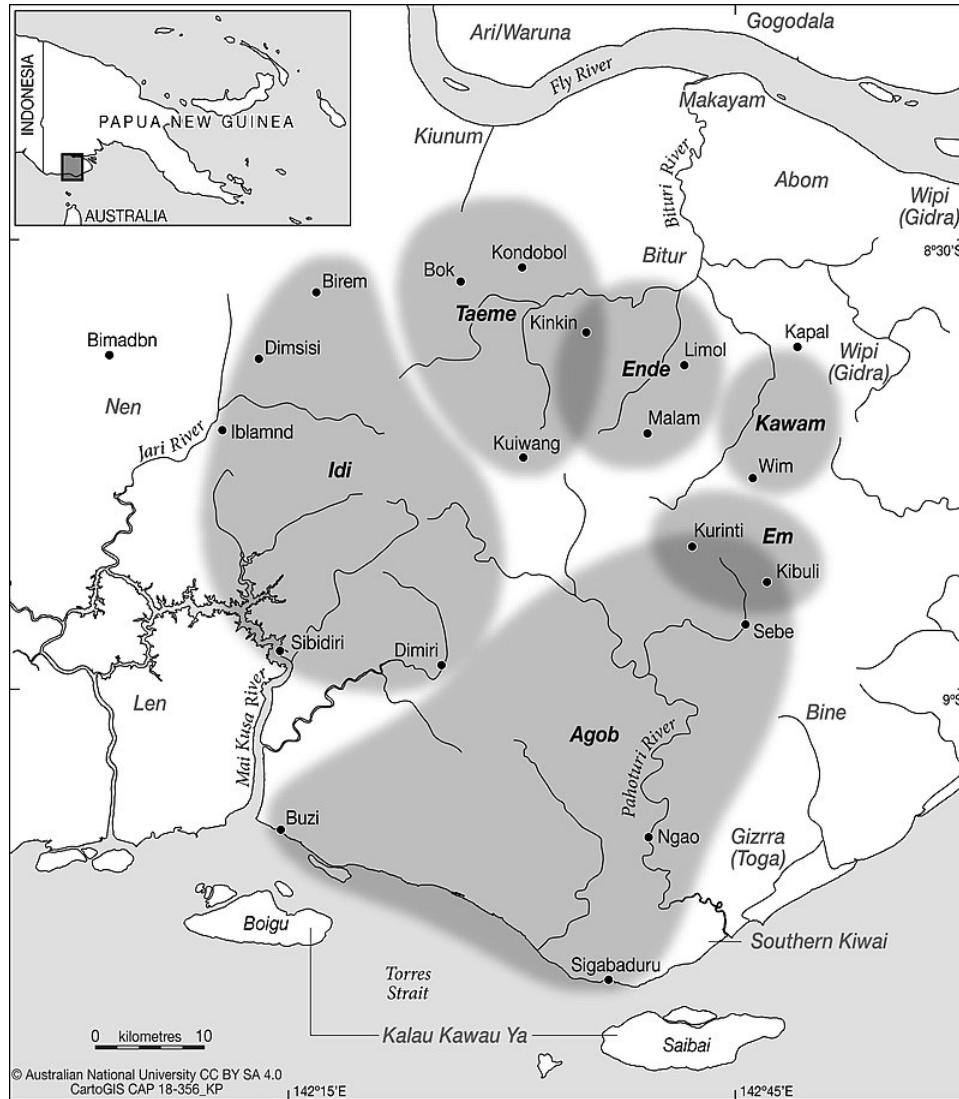 INDONESIA
PAPUA NEW GUINEA
AUSTRALIA
Ari/Waruna
Gogodala
Fly River
Kiunum
Makayam
Bituri River
Abom
Wipi
(Gidra)
8°30'S
Bitur
Birem
Bok
Kondobol
Taeme
Kinkin
Bimadbn
Dimsisi
Ende
Limol
Kapal
Wipi
(Gidra)
Nen
Jari River
Iblamnd
Malam
Kawam
Kuiwang
Idi
Wim
Kurinti
Em
Kibuli
Sebe
Sibidiri
Dimiri
Len
Mai Kusa River
9°S
Agob
Pahoturi River
Bine
Buzi
Ngao
Gizrra
(Toga)
Boigu
Southern Kiwai
Sigabaduru
Torres
Strait
Kalau Kawau Ya
Saibai
0 kilometres 10
© Australian National University CC BY SA 4.0
CartoGIS CAP 18-356_KP
142°15'E
142°45'E